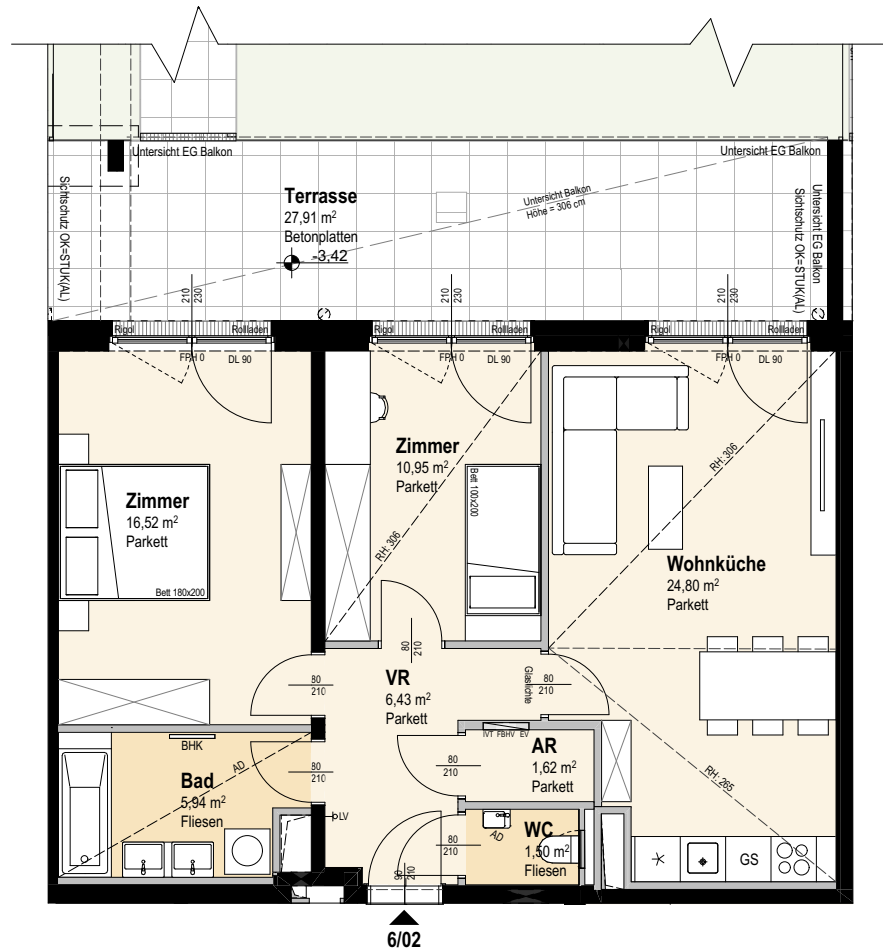 Untersicht EG Balkon
Untersicht EG Balkon
Sichtschutz OK=STUK(AL)
Terrasse
27,91 m²
Betonplatten
-3,42
Untersicht Balkon
Höhe = 306 cm
Untersicht EG Balkon
Sichtschutz OK=STUK(AL)
210
230
210
230
210
230
Rigol
Rollladen
Rigol
Rollladen
Rigol
Rollladen
FPH 0
DL 90
FPH 0
DL 90
FPH 0
DL 90
Zimmer
16,52 m²
Parkett
Bett 180x200
Zimmer
10,95 m²
Parkett
Bett 100x200
RH: 306
RH: 306
Wohnküche
24,80 m²
Parkett
80
210
VR
6,43 m²
Parkett
80
210
Glaslichte
80
210
BHK
AD
Bad
5,94 m²
Fliesen
80
210
LV
IVT FBHV EV
AR
1,62 m²
Parkett
80
210
RH: 265
WC
1,50 m²
Fliesen
AD
80
210
90
210
GS
6/02